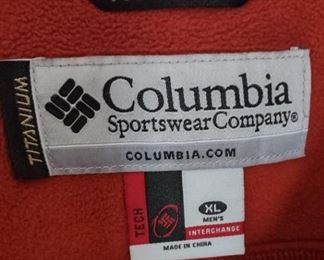 TITANIUM
Columbia
Sportswear Company®
COLUMBIA.COM
TECH
XL
MEN'S
INTERCHANGE
MADE IN CHINA